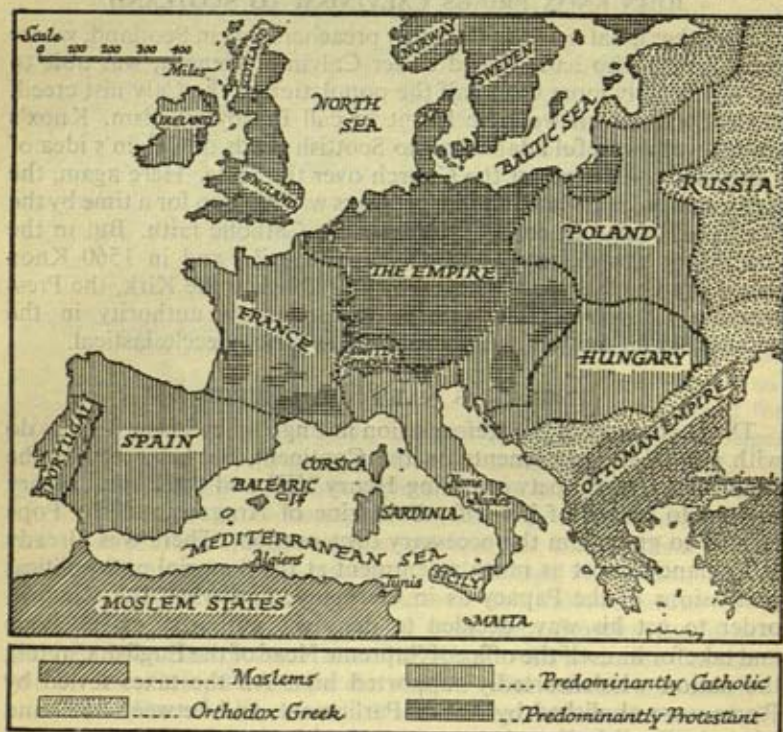 Scale
0 100 200 300 400
Miles
NORWAY
SWEDEN
SCOTLAND
NORTH
SEA
BALTIC SEA
IRELAND
ENGLAND
RUSSIA
POLAND
THE EMPIRE
FRANCE
SWITZ
HUNGARY
OTTOMAN EMPIRE
PORTUGAL
SPAIN
CORSICA
BALEARIC
Is
SARDINIA
Rome
Naples
MEDITERRANEAN SEA
Algiers
Tunis
SICILY
MALTA
MOSLEM STATES
Moslems
Predominantly Catholic
Orthodox Greek
Predominantly Protestant